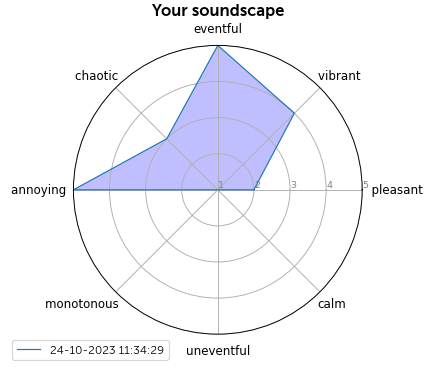 Your soundscape
eventful
chaotic
vibrant
annoying
1
2
3
4
5
pleasant
monotonous
calm
uneventful
24-10-2023 11:34:29